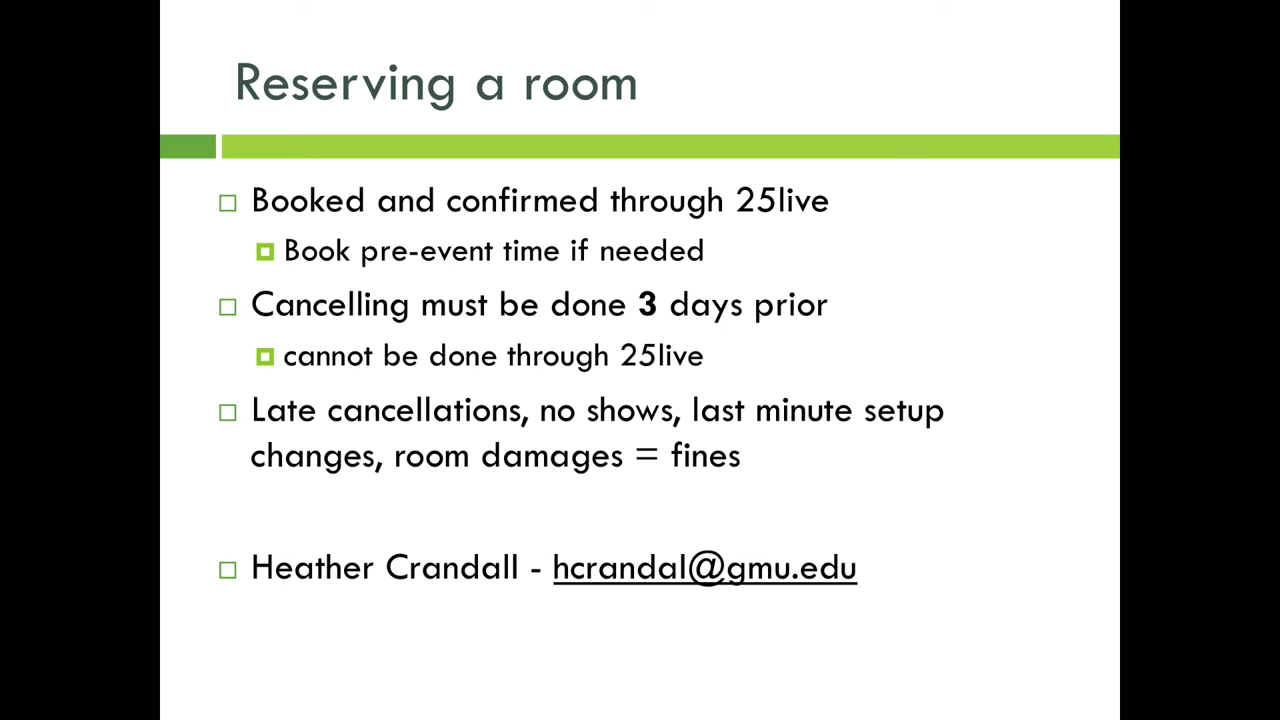 Reserving a room
Booked and confirmed through 25live
Book pre-event time if needed
Cancelling must be done 3 days prior
cannot be done through 25live
Late cancellations, no shows, last minute setup
changes, room damages = fines
Heather Crandall - hcrandal@gmu.edu